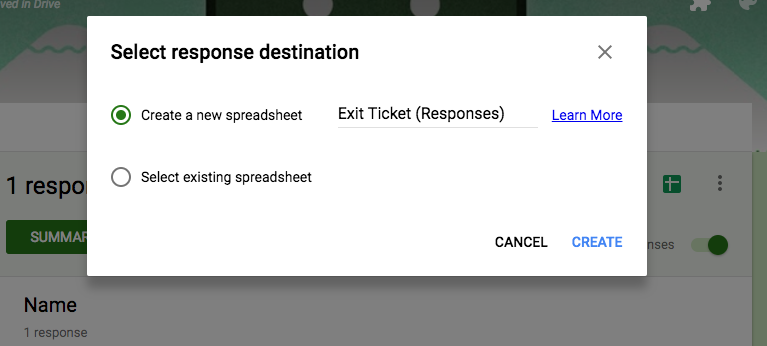 ved in Drive
Select response destination
Create a new spreadsheet
Exit Ticket (Responses)
Learn More
Select existing spreadsheet
CANCEL
CREATE
1 respo
SUMMAR
nses
Name
1 response